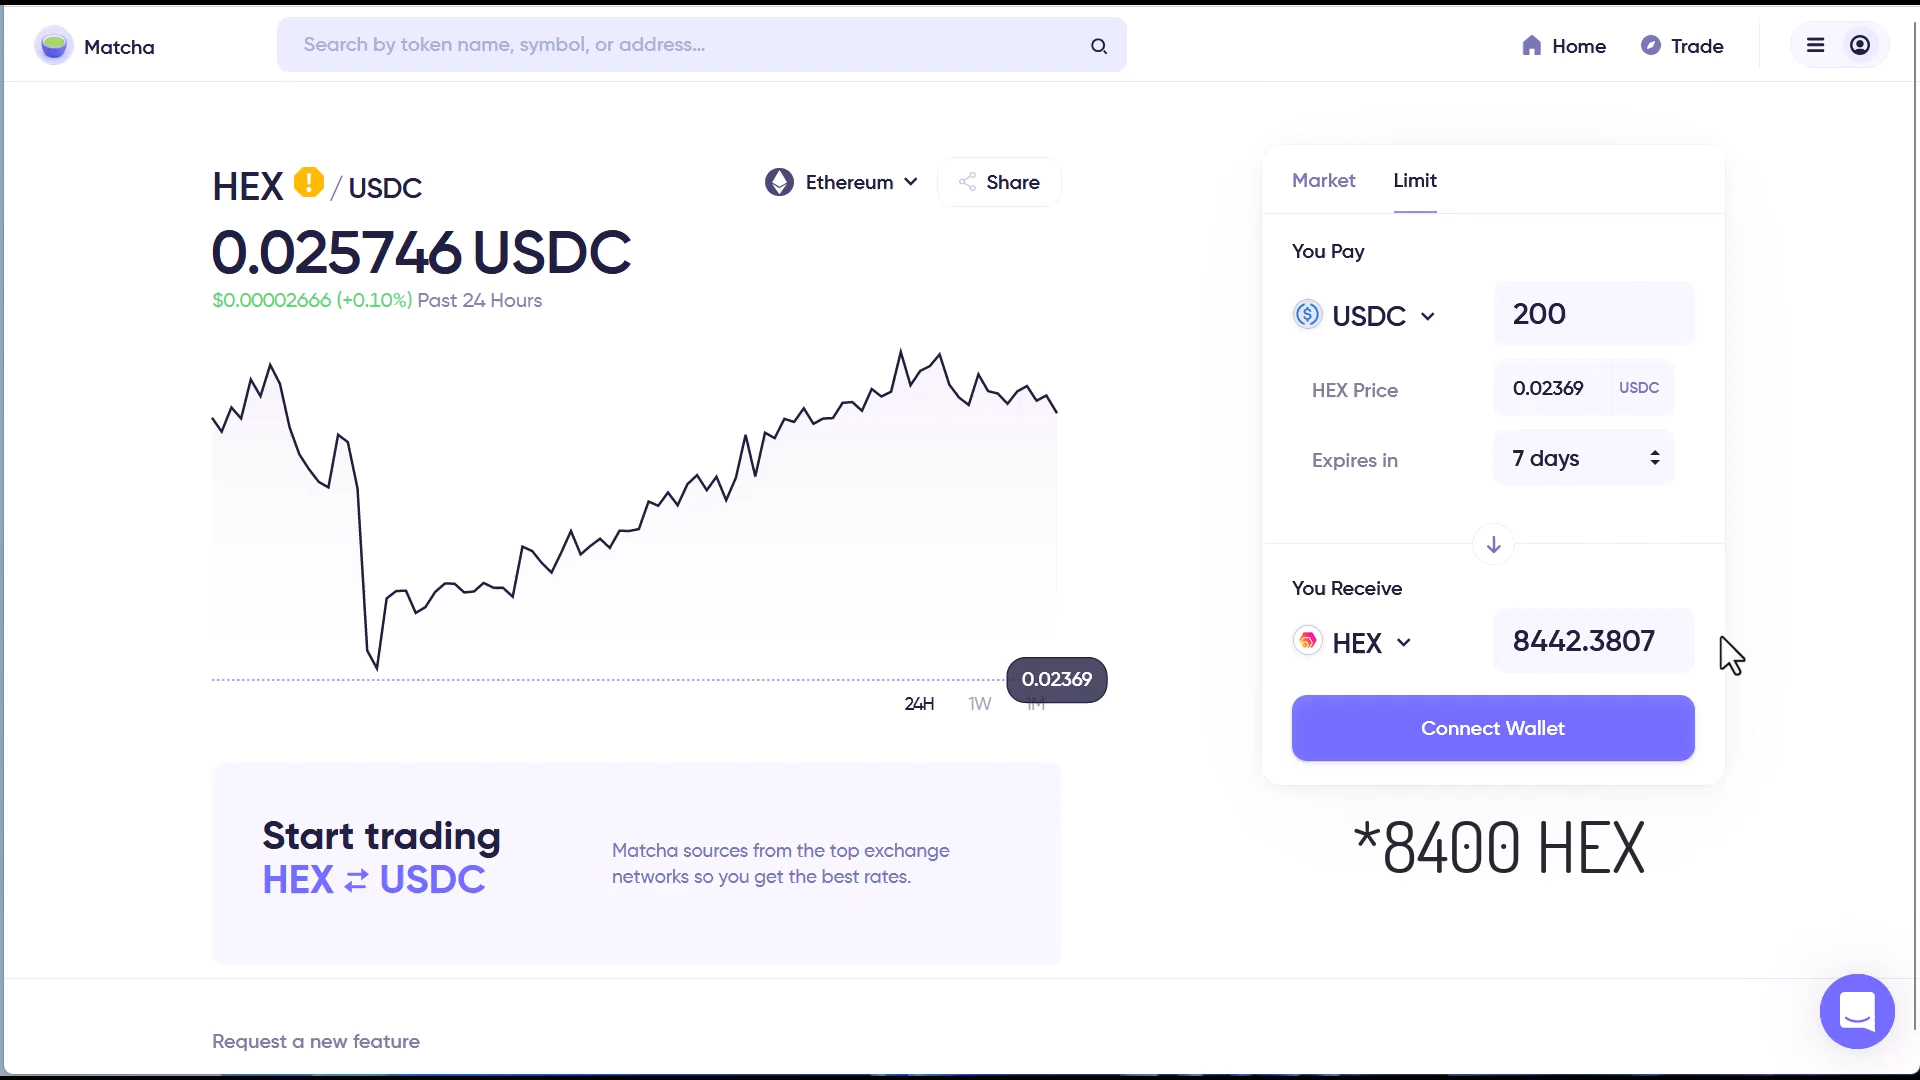 Matcha
Search by token name, symbol, or address...
Home
Trade
HEX / USDC
Ethereum
Share
0.025746 USDC
$0.00002666 (+0.10%) Past 24 Hours
0.02369
24H
1W
1M
Start trading
HEX ⇄ USDC
Matcha sources from the top exchange
networks so you get the best rates.
Market
Limit
You Pay
USDC
200
HEX Price
0.02369
USDC
Expires in
7 days
You Receive
HEX
8442.3807
Connect Wallet
*8400 HEX
Request a new feature